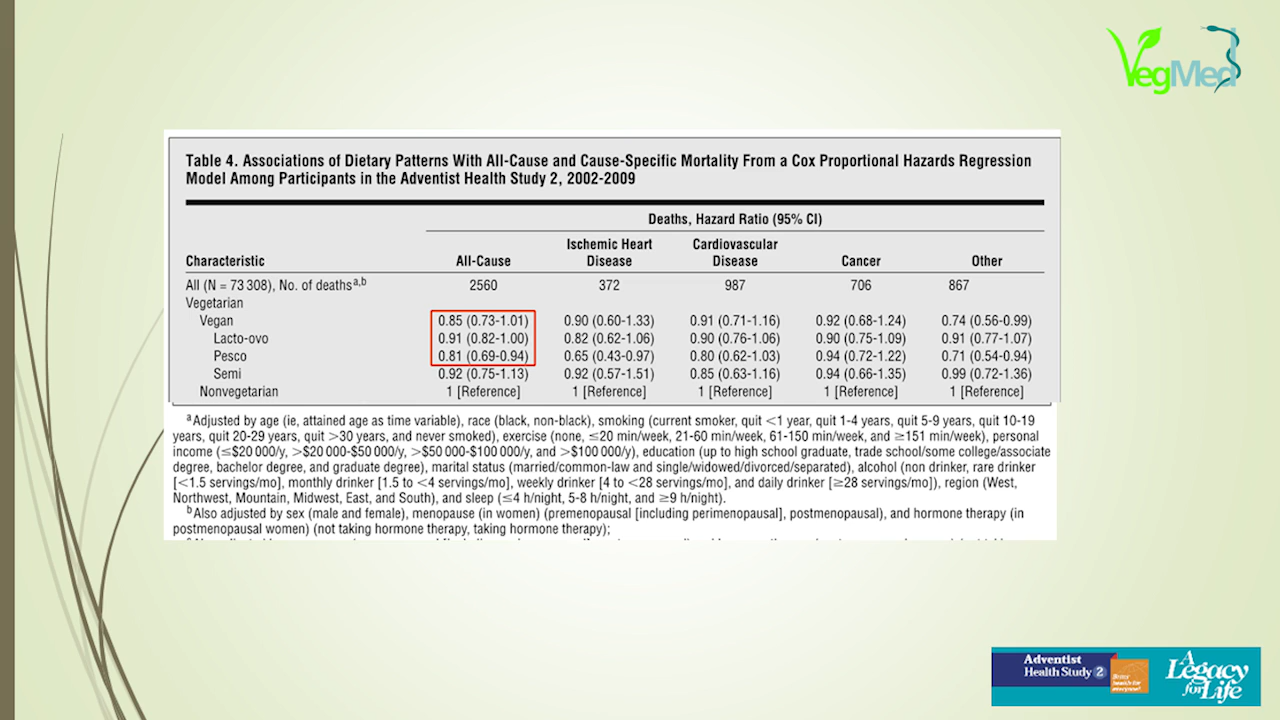 VegMed
Table 4. Associations of Dietary Patterns With All-Cause and Cause-Specific Mortality From a Cox Proportional Hazards Regression
Model Among Participants in the Adventist Health Study 2, 2002-2009
Deaths, Hazard Ratio (95% CI)
Characteristic All-Cause Ischemic Heart Disease Cardiovascular Disease Cancer Other
All (N = 73 308), No. of deaths a,b 2560 372 987 706 867
Vegetarian
Vegan 0.85 (0.73-1.01) 0.90 (0.60-1.33) 0.91 (0.71-1.16) 0.92 (0.68-1.24) 0.74 (0.56-0.99)
Lacto-ovo 0.91 (0.82-1.00) 0.82 (0.62-1.06) 0.90 (0.76-1.06) 0.90 (0.75-1.09) 0.91 (0.77-1.07)
Pesco 0.81 (0.69-0.94) 0.65 (0.43-0.97) 0.80 (0.62-1.03) 0.94 (0.72-1.22) 0.71 (0.54-0.94)
Semi 0.92 (0.75-1.13) 0.92 (0.57-1.51) 0.85 (0.63-1.16) 0.94 (0.66-1.35) 0.99 (0.72-1.36)
Nonvegetarian 1 [Reference] 1 [Reference] 1 [Reference] 1 [Reference] 1 [Reference]
a Adjusted by age (ie, attained age as time variable), race (black, non-black), smoking (current smoker, quit <1 year, quit 1-4 years, quit 5-9 years, quit 10-19
years, quit 20-29 years, quit >30 years, and never smoked), exercise (none, ≤20 min/week, 21-60 min/week, 61-150 min/week, and ≥151 min/week), personal
income (≤$20 000/y, >$20 000-$50 000/y, >$50 000-$100 000/y, and >$100 000/y), education (up to high school graduate, trade school/some college/associate
degree, bachelor degree, and graduate degree), marital status (married/common-law and single/widowed/divorced/separated), alcohol (non drinker, rare drinker
[<1.5 servings/mo], monthly drinker [1.5 to <4 servings/mo], weekly drinker [4 to <28 servings/mo], and daily drinker [≥28 servings/mo]), region (West,
Northwest, Mountain, Midwest, East, and South), and sleep (≤4 h/night, 5-8 h/night, and ≥9 h/night).
b Also adjusted by sex (male and female), menopause (in women) (premenopausal [including perimenopausal], postmenopausal), and hormone therapy (in
postmenopausal women) (not taking hormone therapy, taking hormone therapy);
Adventist
Health Study 2
Better
health for
everyone!
A
Legacy
for
Life